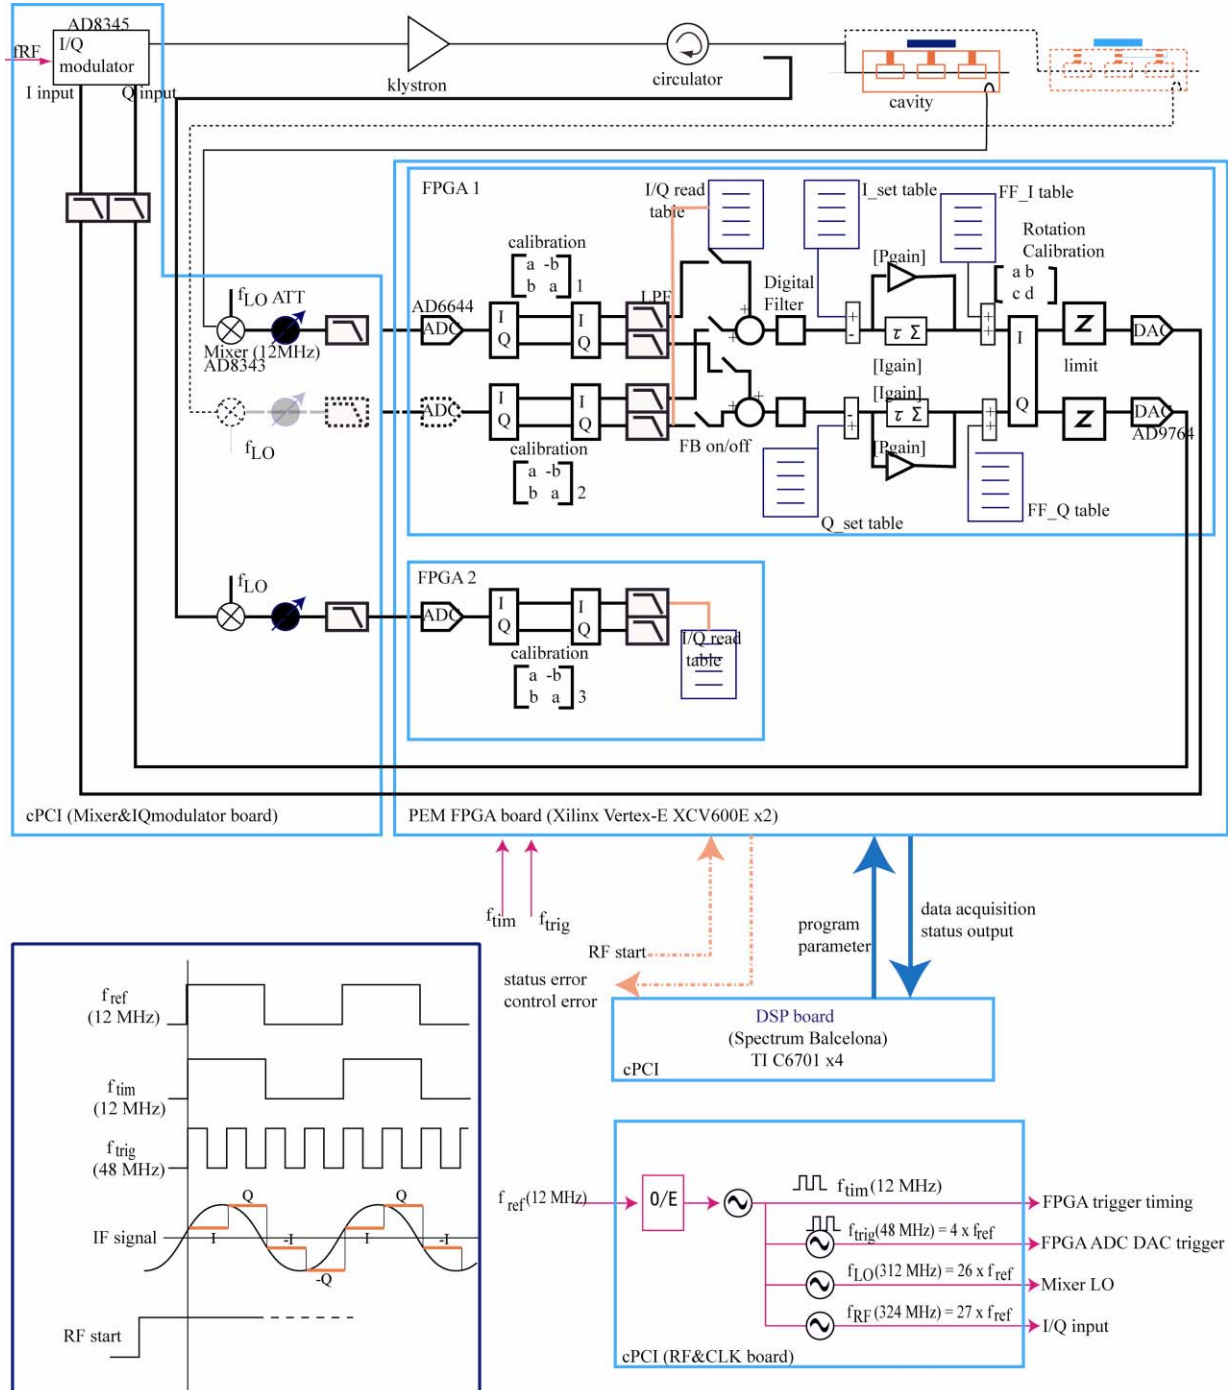 AD8345
I/Q
modulator
fRF
I input
Q input
klystron
circulator
cavity
FPGA 1
I/Q read
table
I_set table
FF_I table
calibration
a -b
b a
1
[Pgain]
Rotation
Calibration
a b
c d
fLO
ATT
AD6644
LPF
Digital
Filter
+
+
+
-
+
+
I
Q
I
Q
ADC
τ Σ
I
Z
DAC
Mixer (12MHz)
AD8343
[Igain]
limit
[Igain]
ADC
I
Q
I
Q
+
+
-
+
τ Σ
+
+
Q
Z
DAC
AD9764
fLO
FB on/off
[Pgain]
calibration
a -b
b a
2
Q_set table
FF_Q table
fLO
FPGA 2
ADC
I
Q
I
Q
I/Q read
table
calibration
a -b
b a
3
cPCI (Mixer&IQmodulator board)
PEM FPGA board (Xilinx Vertex-E XCV600E x2)
ftim
ftrig
RF start
status error
control error
program
parameter
data acquisition
status output
DSP board
(Spectrum Balcelona)
TI C6701 x4
cPCI
fref
(12 MHz)
ftim
(12 MHz)
ftrig
(48 MHz)
IF signal
Q
Q
I
-I
I
-I
-Q
RF start
fref(12 MHz)
O/E
ftim(12 MHz)
FPGA trigger timing
ftrig(48 MHz) = 4 x fref
FPGA ADC DAC trigger
fLO(312 MHz) = 26 x fref
Mixer LO
fRF(324 MHz) = 27 x fref
I/Q input
cPCI (RF&CLK board)